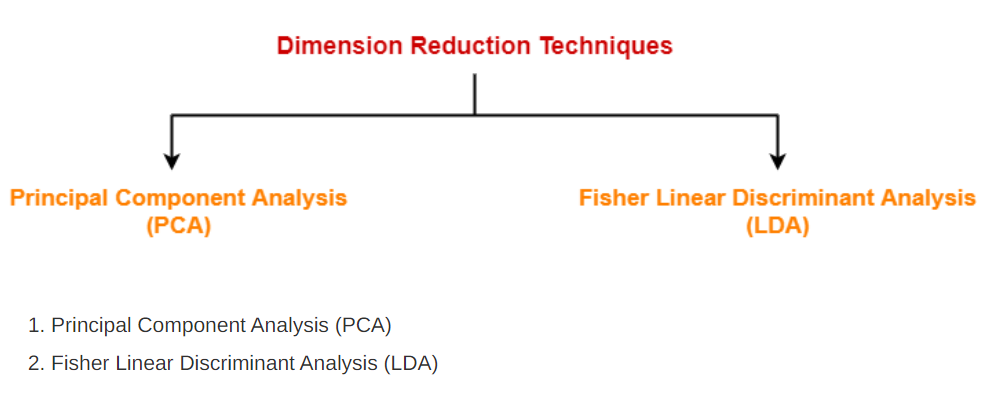 Dimension Reduction Techniques
Principal Component Analysis
(PCA)
Fisher Linear Discriminant Analysis
(LDA)
1. Principal Component Analysis (PCA)
2. Fisher Linear Discriminant Analysis (LDA)